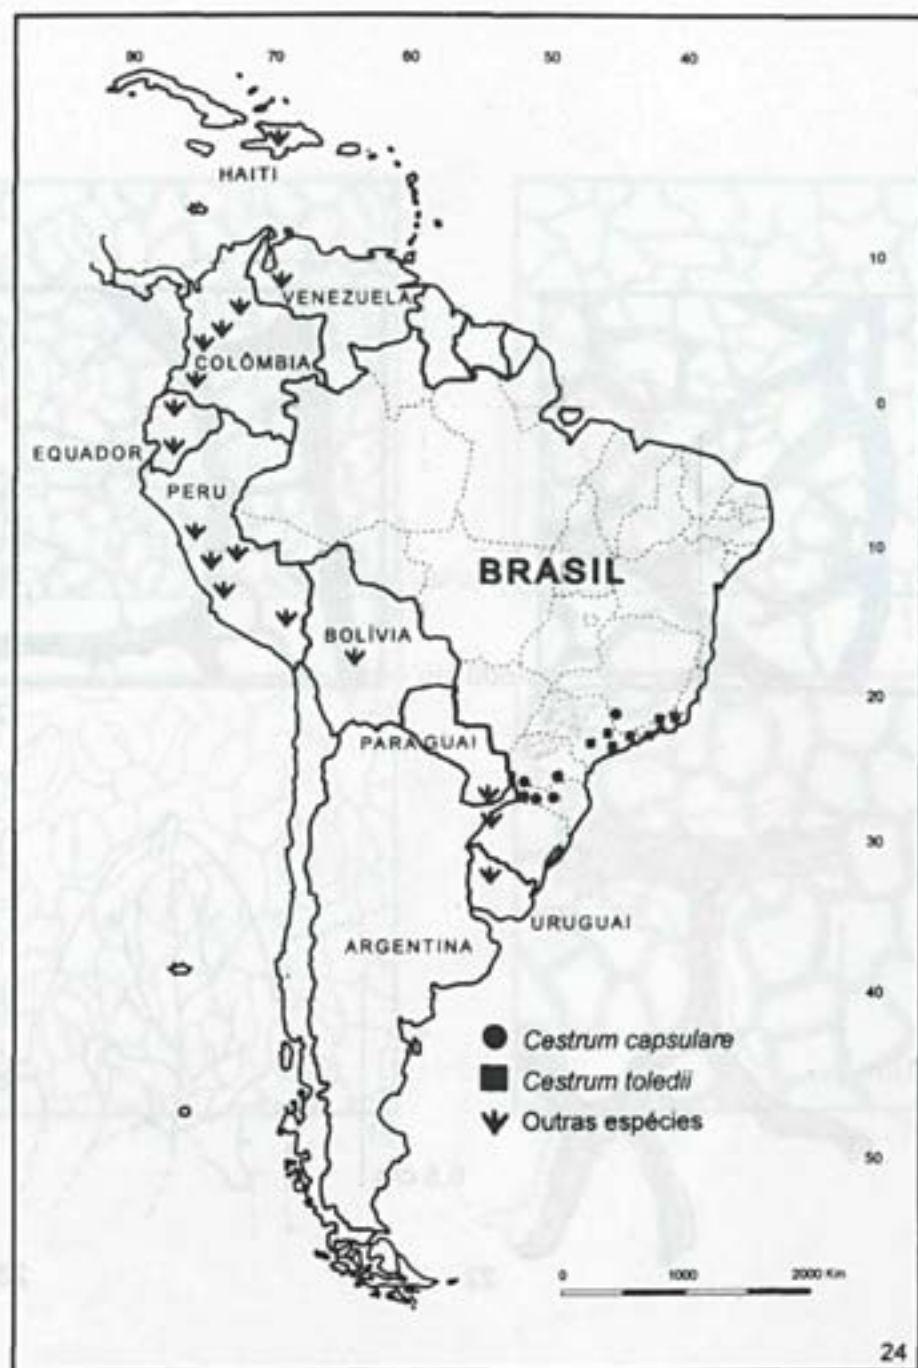 80 70 60 50 40
HAITI
10
VENEZUELA
COLÔMBIA
0
EQUADOR
PERU
10
BRASIL
BOLÍVIA
20
PARAGUAI
30
URUGUAI
ARGENTINA
40
Cestrum capsulare
Cestrum toledii
Outras espécies
50
0 1000 2000 Km
24